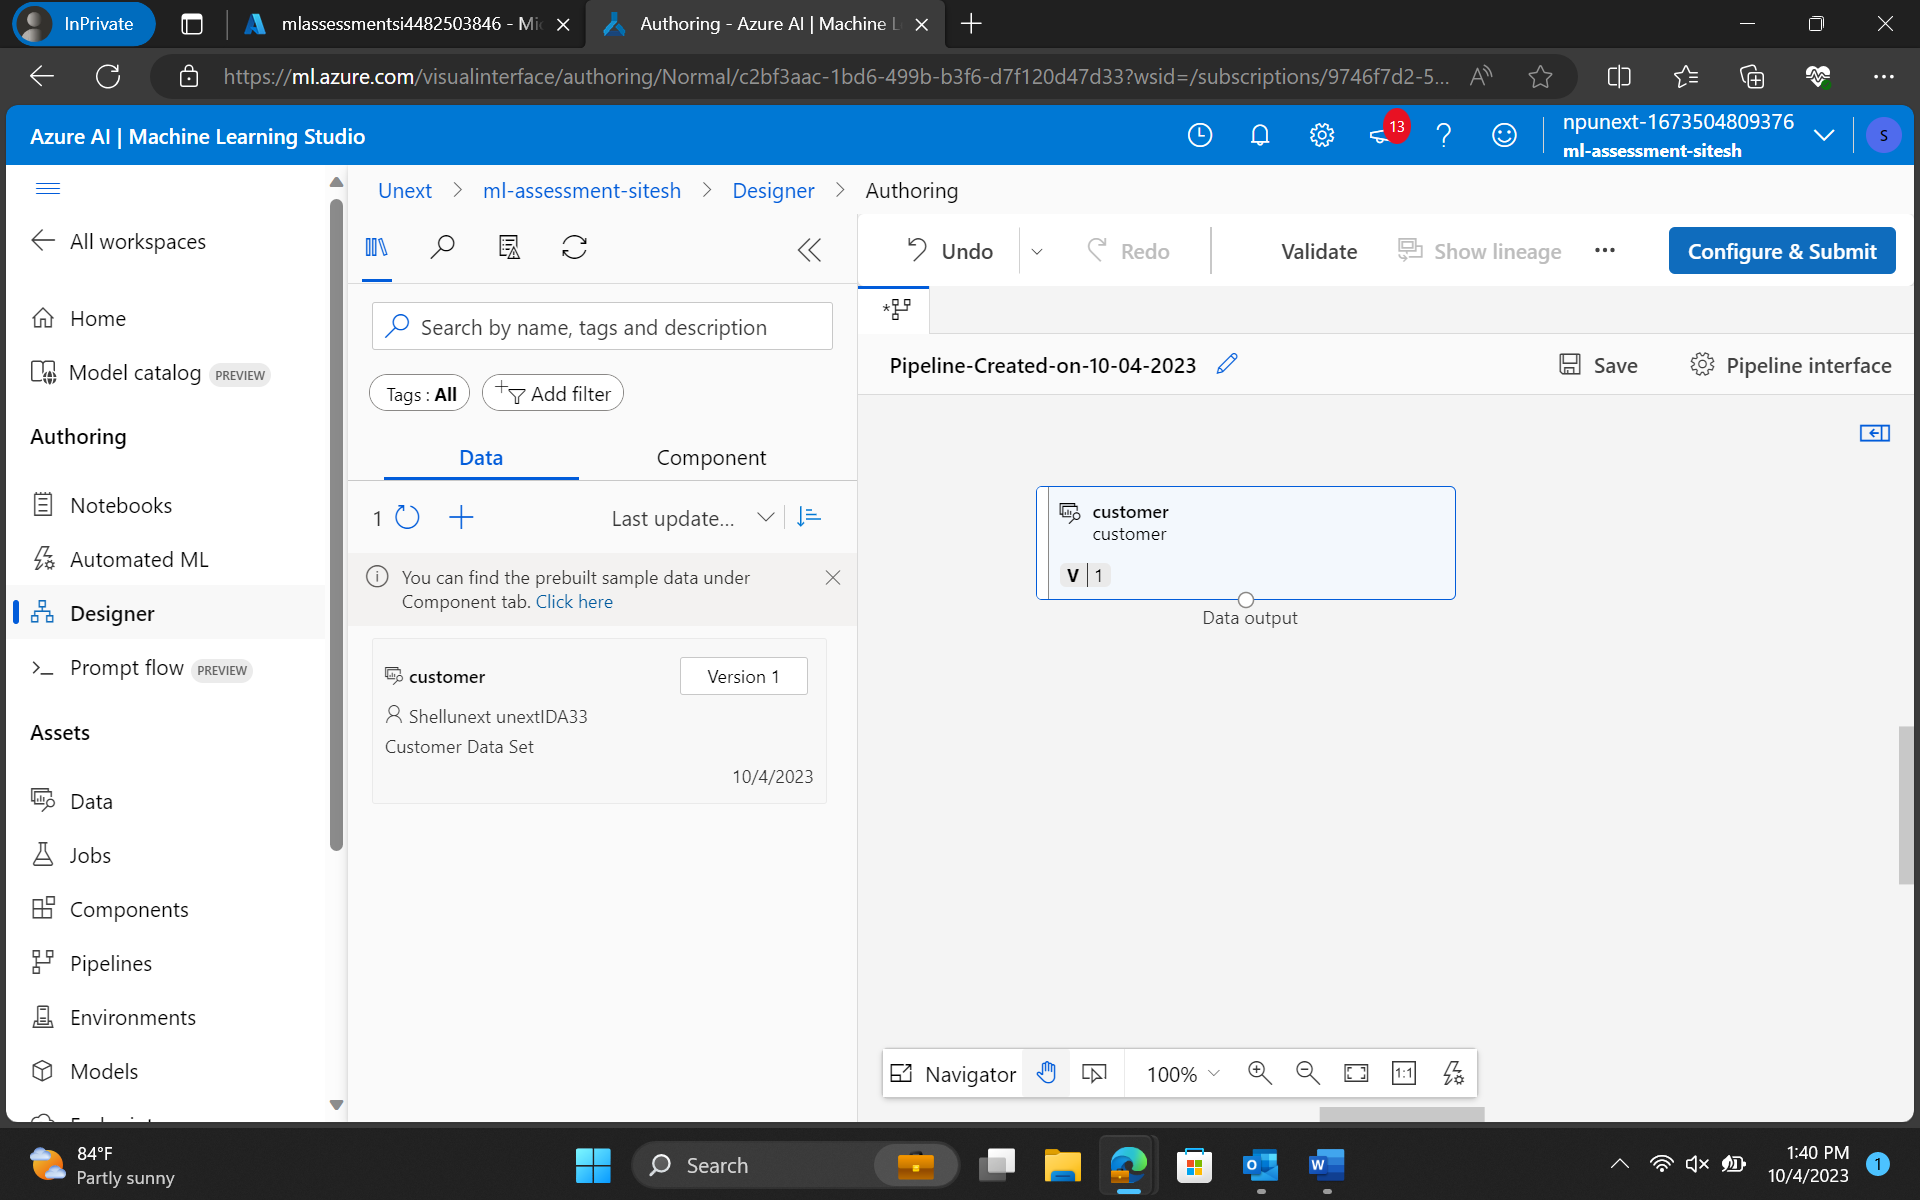 InPrivate
mlassessmentsi4482503846 - Mi
Authoring - Azure AI | Machine L
https://ml.azure.com/visualinterface/authoring/Normal/c2bf3aac-1bd6-499b-b3f6-d7f120d47d33?wsid=/subscriptions/9746f7d2-5...
Azure AI | Machine Learning Studio
13
npunext-1673504809376
ml-assessment-sitesh
S
All workspaces
Home
Model catalog PREVIEW
Authoring
Notebooks
Automated ML
Designer
Prompt flow PREVIEW
Assets
Data
Jobs
Components
Pipelines
Environments
Models
Unext > ml-assessment-sitesh > Designer > Authoring
Search by name, tags and description
Tags : All
Add filter
Data
Component
1
Last update...
You can find the prebuilt sample data under
Component tab. Click here
customer
Version 1
Shellunext unextIDA33
Customer Data Set
10/4/2023
Undo
Redo
Validate
Show lineage
Configure & Submit
Pipeline-Created-on-10-04-2023
Save
Pipeline interface
customer
customer
V | 1
Data output
Navigator
100%
1:1
84°F
Partly sunny
Search
1:40 PM
10/4/2023
1